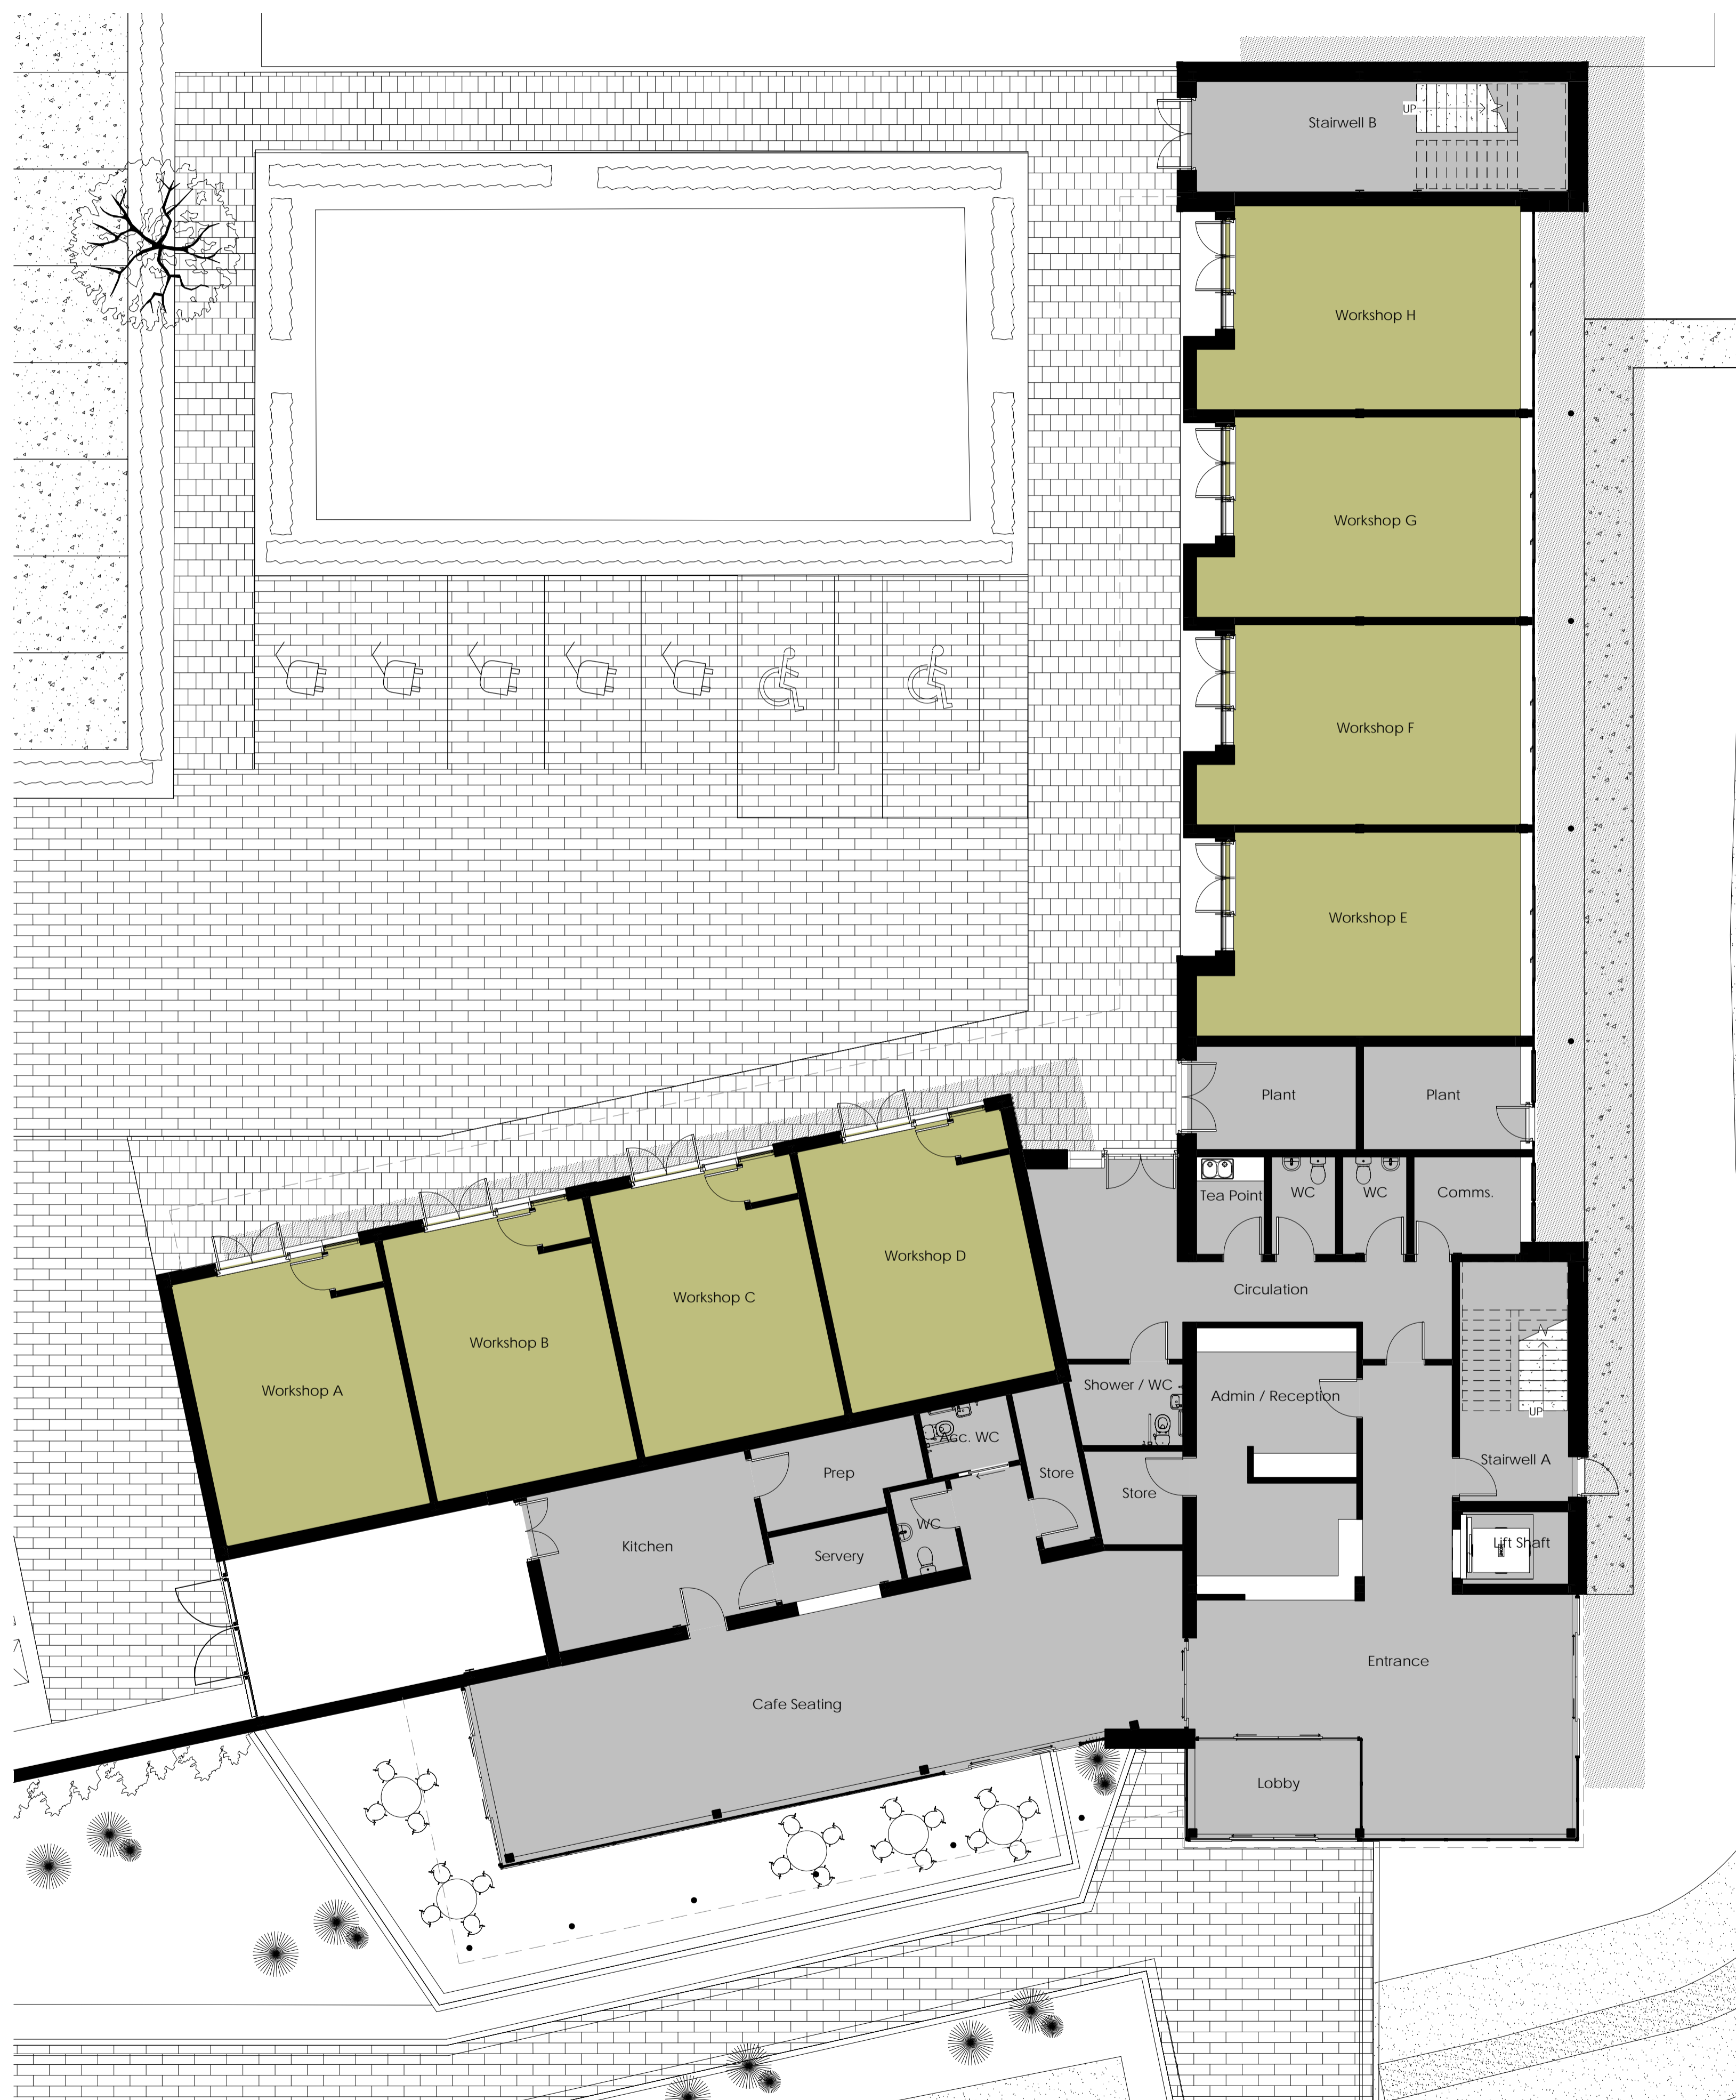 UP
Stairwell B
Workshop H
Workshop G
Workshop F
Workshop E
Plant
Plant
Tea Point
WC
WC
Comms.
Workshop D
Circulation
Workshop C
Workshop B
Workshop A
Shower / WC
Admin / Reception
UP
Acc. WC
Stairwell A
Prep
Store
Store
WC
Lift Shaft
Kitchen
Servery
Entrance
Cafe Seating
Lobby